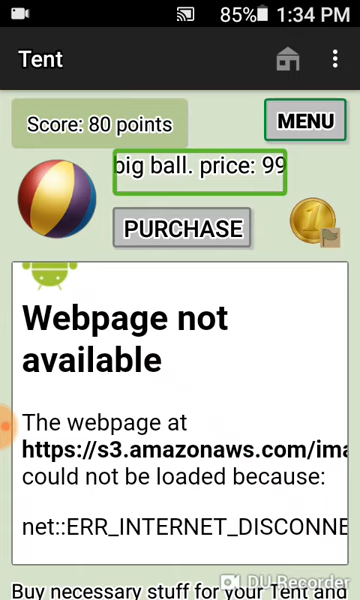 85% 1:34 PM
Tent
Score: 80 points
MENU
big ball. price: 99
PURCHASE
1
Webpage not
available
The webpage at
https://s3.amazonaws.com/ima
could not be loaded because:
net::ERR_INTERNET_DISCONNE
DU Recorder
Buy necessary stuff for your Tent and